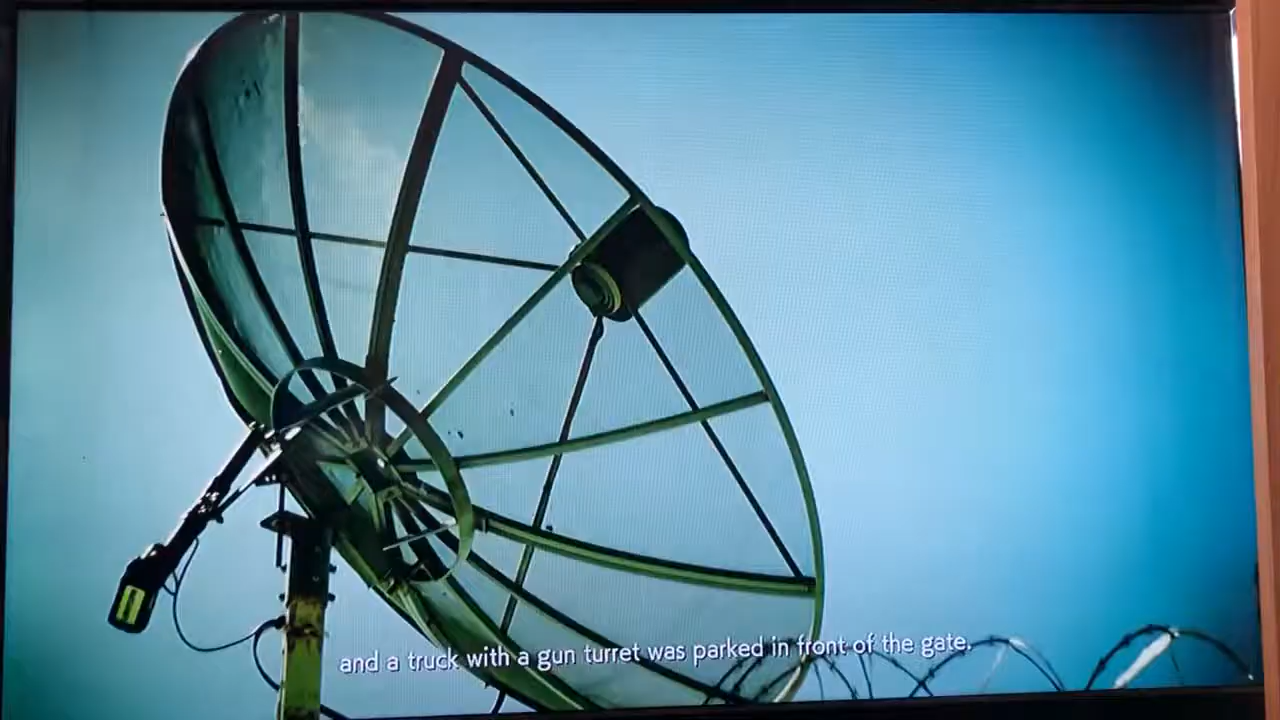 and a truck with a gun turret was parked in front of the gate.